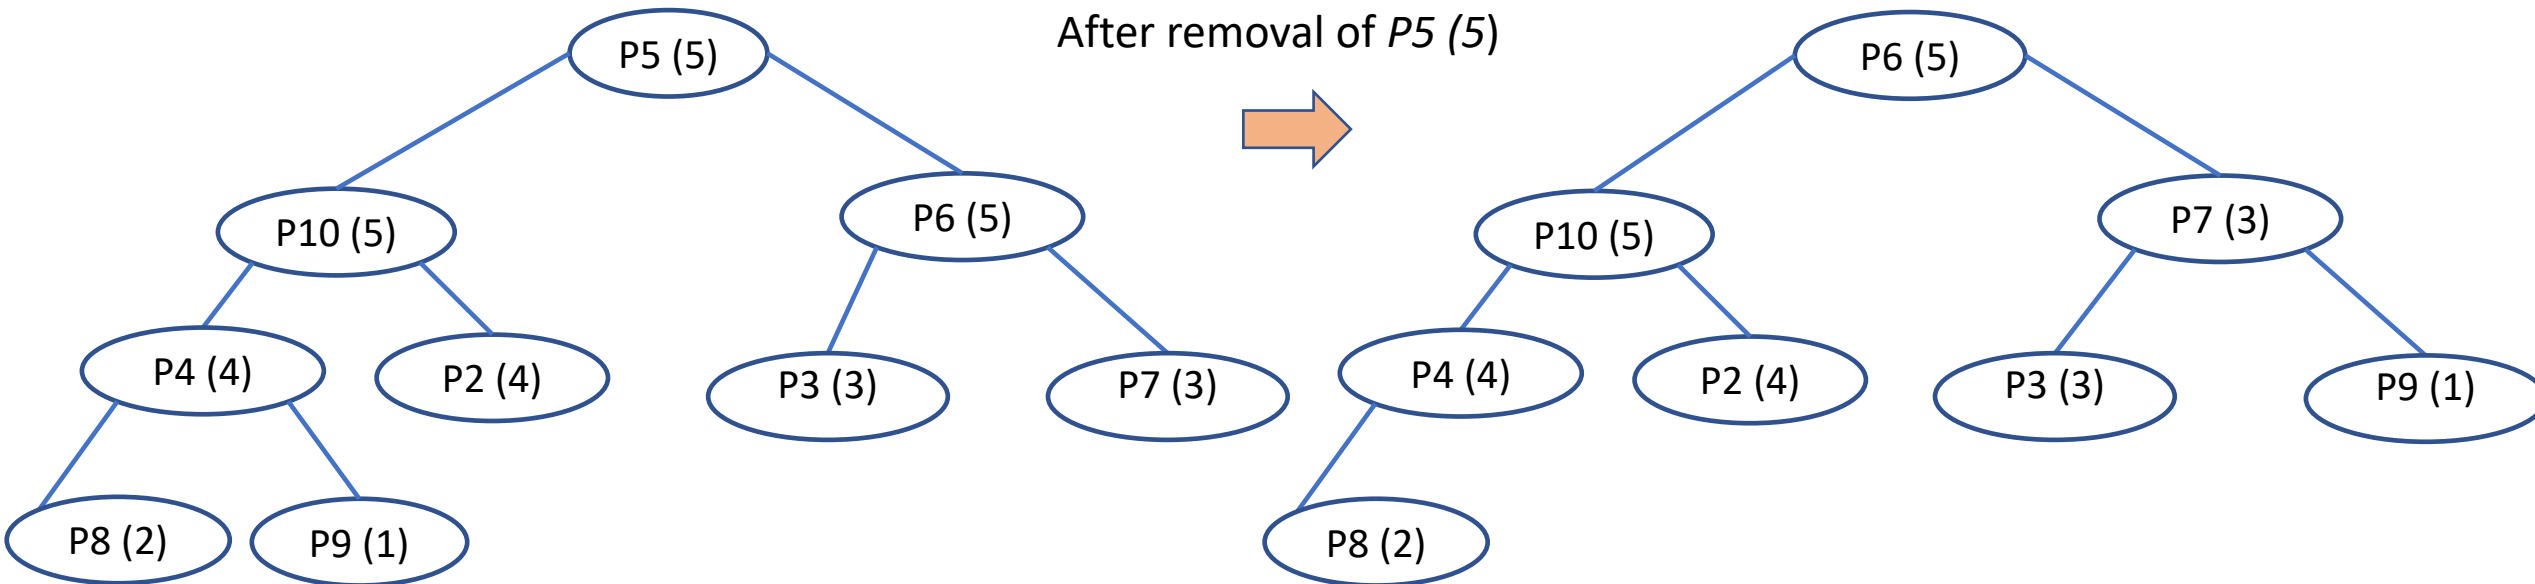 After removal of P5 (5)
P5 (5)
P10 (5)
P6 (5)
P4 (4)
P2 (4)
P3 (3)
P7 (3)
P8 (2)
P9 (1)
P6 (5)
P10 (5)
P7 (3)
P4 (4)
P2 (4)
P3 (3)
P9 (1)
P8 (2)